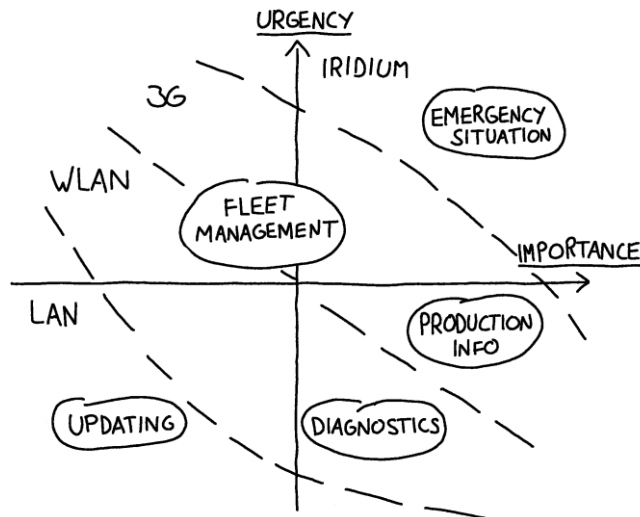 URGENCY
IRIDIUM
3G
EMERGENCY
SITUATION
WLAN
FLEET
MANAGEMENT
IMPORTANCE
LAN
PRODUCTION
INFO
UPDATING
DIAGNOSTICS